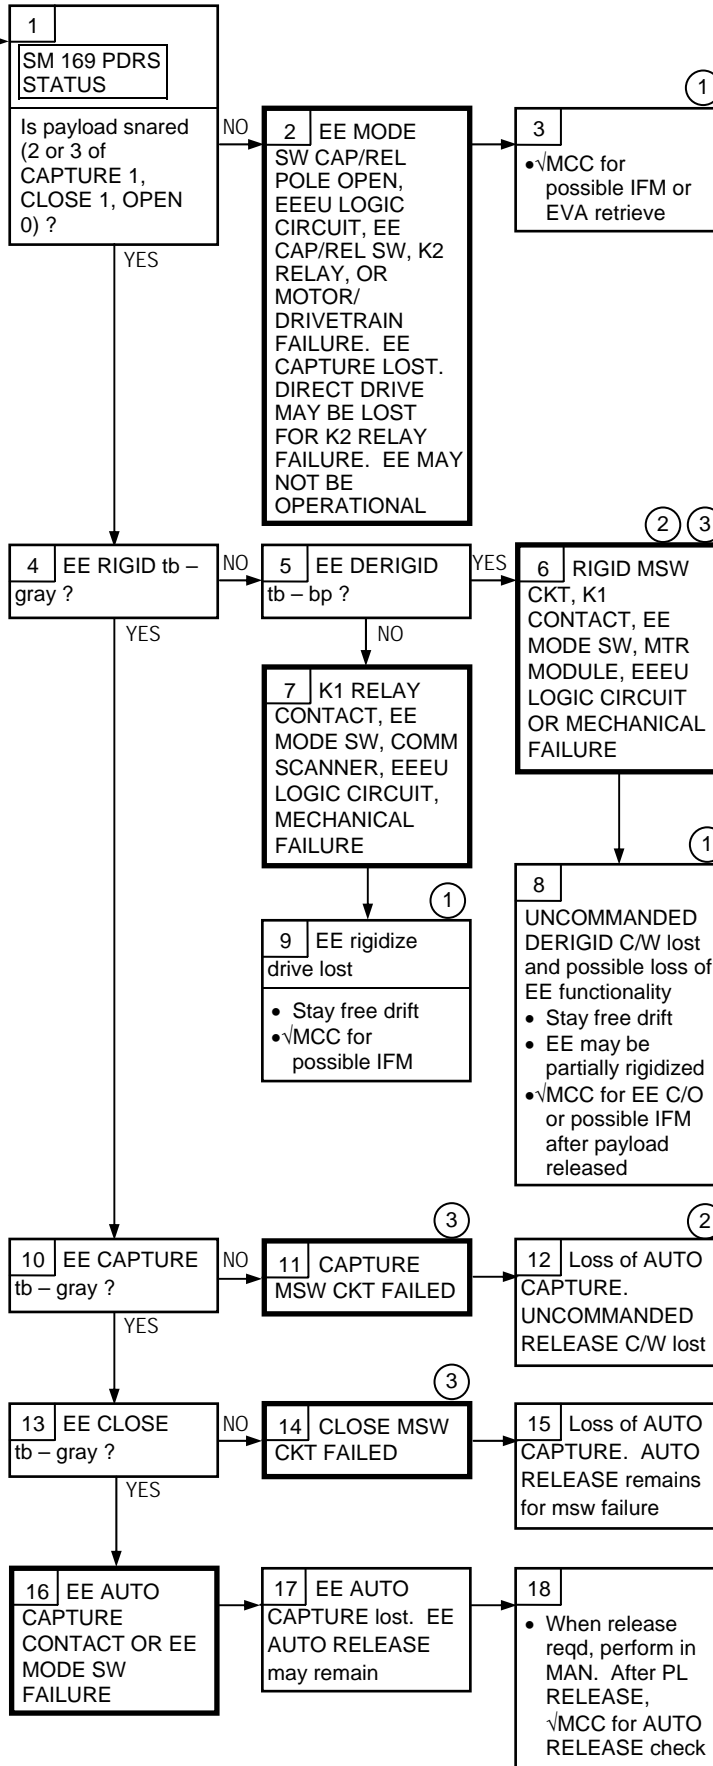 1
SM 169 PDRS
STATUS
Is payload snared
(2 or 3 of
CAPTURE 1,
CLOSE 1, OPEN
0) ?
NO
YES
2 EE MODE
SW CAP/REL
POLE OPEN,
EEEU LOGIC
CIRCUIT, EE
CAP/REL SW, K2
RELAY, OR
MOTOR/
DRIVETRAIN
FAILURE. EE
CAPTURE LOST.
DIRECT DRIVE
MAY BE LOST
FOR K2 RELAY
FAILURE. EE MAY
NOT BE
OPERATIONAL
1
3
•√MCC for
possible IFM or
EVA retrieve
4 EE RIGID tb –
gray ?
NO
YES
5 EE DERIGID
tb – bp ?
YES
NO
2 3
6 RIGID MSW
CKT, K1
CONTACT, EE
MODE SW, MTR
MODULE, EEEU
LOGIC CIRCUIT
OR MECHANICAL
FAILURE
7 K1 RELAY
CONTACT, EE
MODE SW, COMM
SCANNER, EEEU
LOGIC CIRCUIT,
MECHANICAL
FAILURE
1
8
UNCOMMANDED
DERIGID C/W lost
and possible loss of
EE functionality
• Stay free drift
• EE may be
partially rigidized
•√MCC for EE C/O
or possible IFM
after payload
released
1
9 EE rigidize
drive lost
• Stay free drift
•√MCC for
possible IFM
10 EE CAPTURE
tb – gray ?
NO
YES
3
11 CAPTURE
MSW CKT FAILED
2
12 Loss of AUTO
CAPTURE.
UNCOMMANDED
RELEASE C/W lost
13 EE CLOSE
tb – gray ?
NO
YES
3
14 CLOSE MSW
CKT FAILED
15 Loss of AUTO
CAPTURE. AUTO
RELEASE remains
for msw failure
16 EE AUTO
CAPTURE
CONTACT OR EE
MODE SW
FAILURE
17 EE AUTO
CAPTURE lost. EE
AUTO RELEASE
may remain
18
• When release
reqd, perform in
MAN. After PL
RELEASE,
√MCC for AUTO
RELEASE check